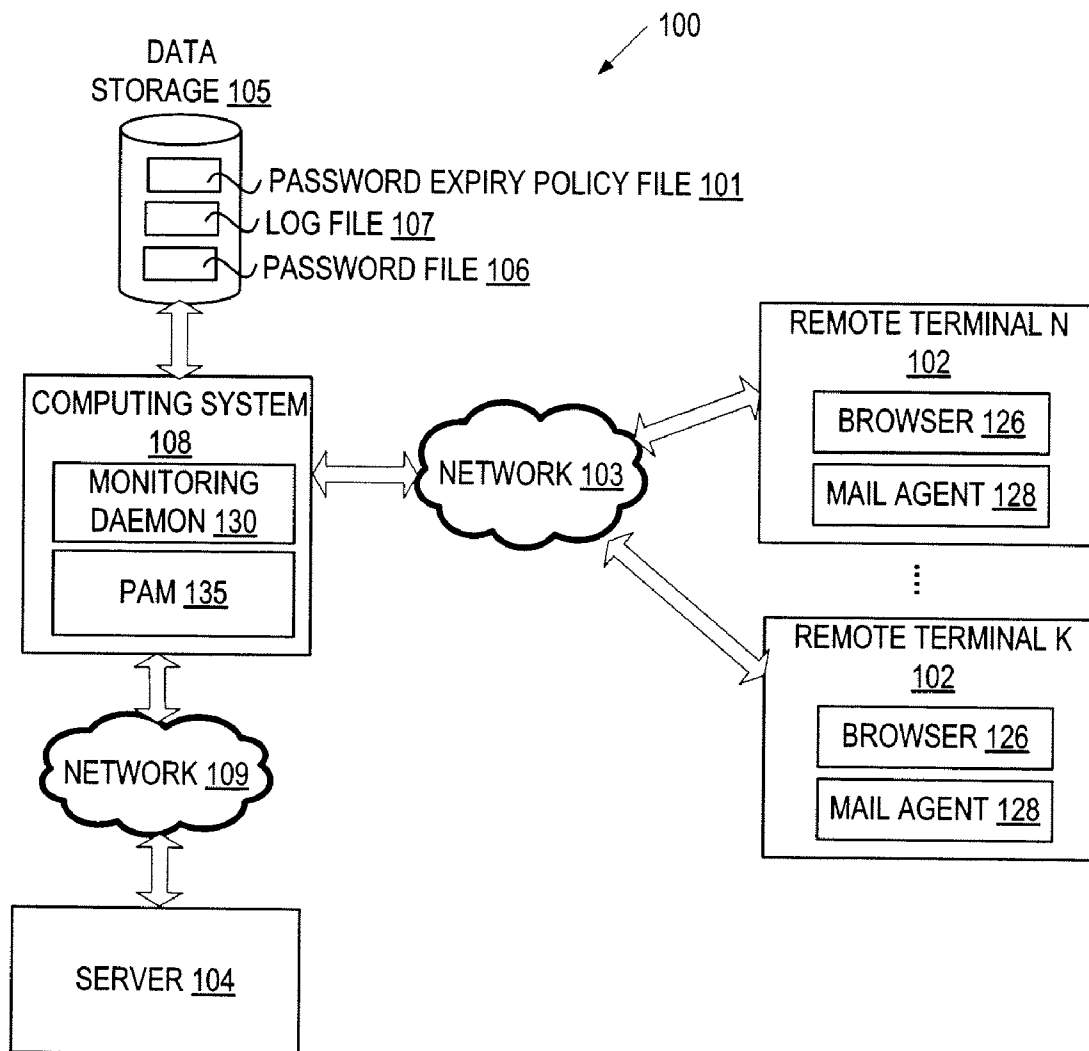 100
DATA
STORAGE 105
PASSWORD EXPIRY POLICY FILE 101
LOG FILE 107
PASSWORD FILE 106
COMPUTING SYSTEM
108
MONITORING
DAEMON 130
PAM 135
NETWORK 103
REMOTE TERMINAL N
102
BROWSER 126
MAIL AGENT 128
....
REMOTE TERMINAL K
102
BROWSER 126
MAIL AGENT 128
NETWORK 109
SERVER 104